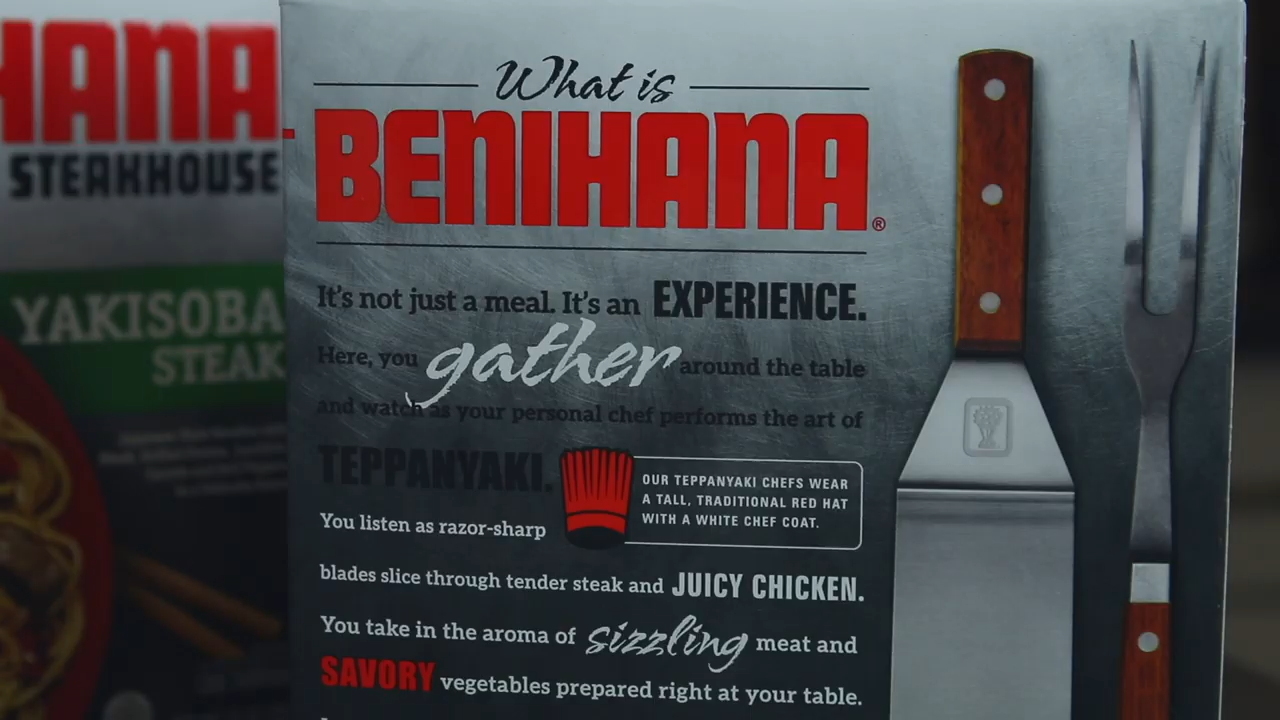 HANA
STEAKHOUSE
YAKISOBA
STEAK
What is
BENIHANA®
It's not just a meal. It's an EXPERIENCE.
Here, you gather around the table
and watch as your personal chef performs the art of
TEPPANYAKI.
OUR TEPPANYAKI CHEFS WEAR
A TALL, TRADITIONAL RED HAT
WITH A WHITE CHEF COAT.
You listen as razor-sharp
blades slice through tender steak and JUICY CHICKEN.
You take in the aroma of sizzling meat and
SAVORY vegetables prepared right at your table.